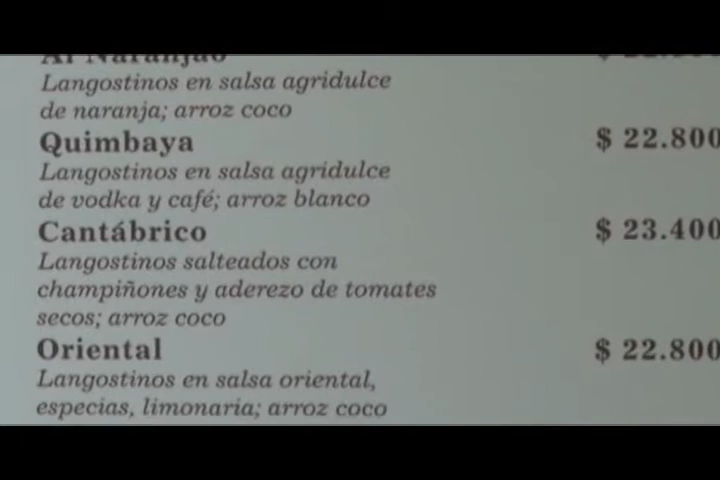 Al Naranjao
Langostinos en salsa agridulce
de naranja; arroz coco
Quimbaya $ 22.800
Langostinos en salsa agridulce
de vodka y café; arroz blanco
Cantábrico $ 23.400
Langostinos salteados con
champiñones y aderezo de tomates
secos; arroz coco
Oriental $ 22.800
Langostinos en salsa oriental,
especias, limonaria; arroz coco